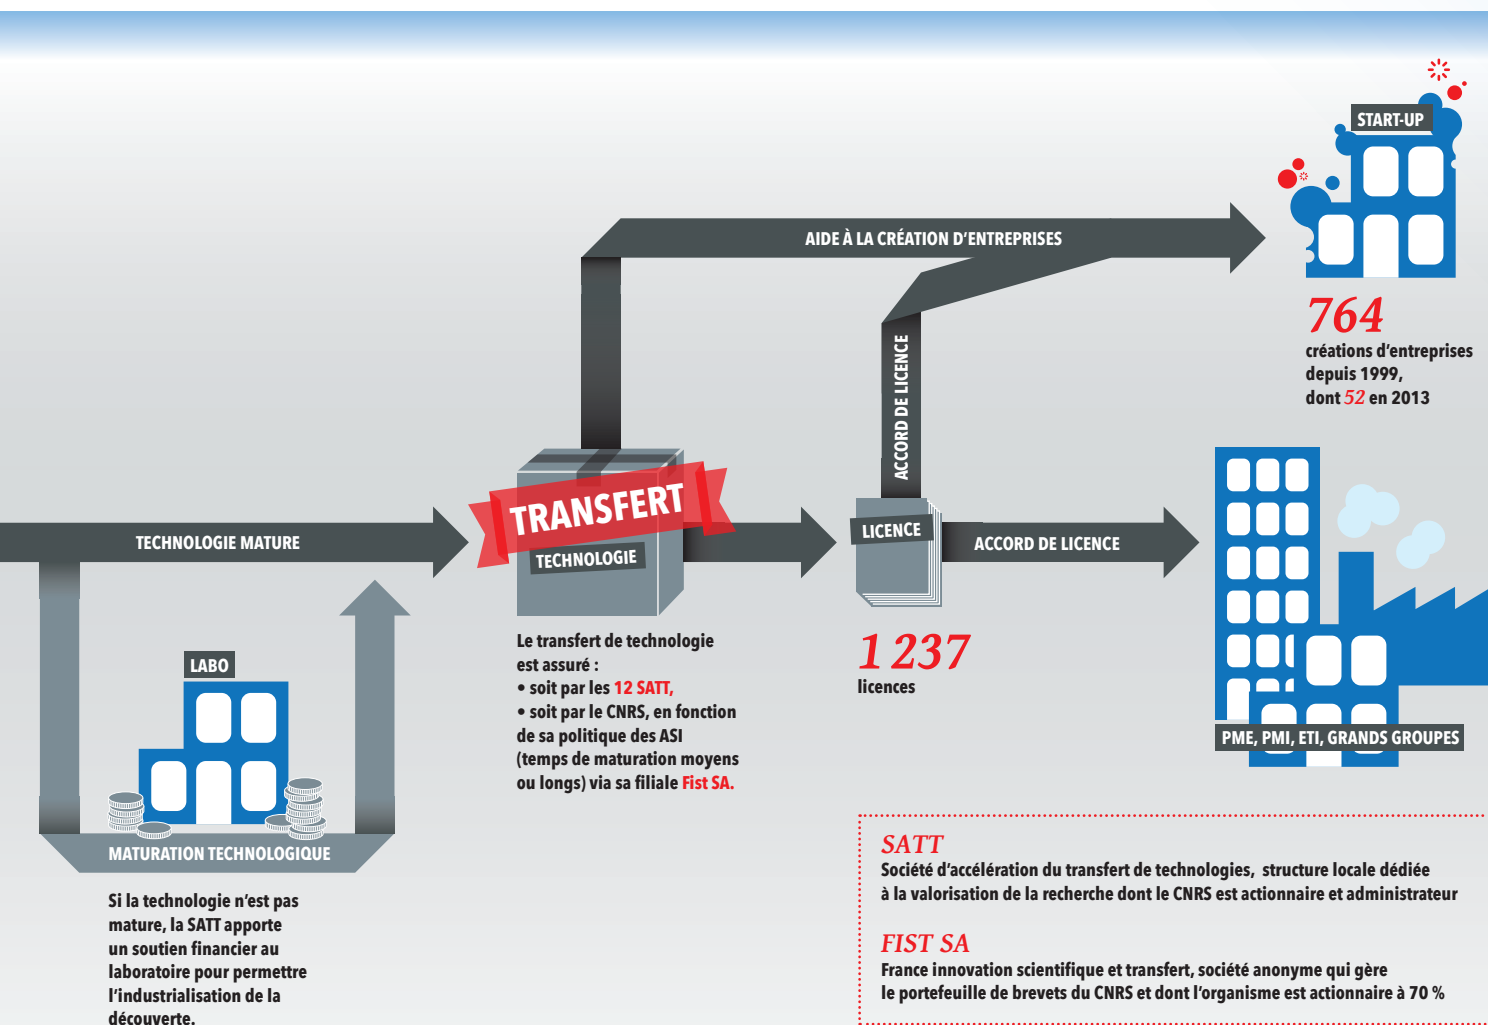 START-UP
AIDE À LA CRÉATION D'ENTREPRISES
764
créations d'entreprises
depuis 1999,
dont 52 en 2013
ACCORD DE LICENCE
TRANSFERT
TECHNOLOGIE
TECHNOLOGIE MATURE
LICENCE
ACCORD DE LICENCE
Le transfert de technologie
est assuré :
• soit par les 12 SATT,
• soit par le CNRS, en fonction
de sa politique des ASI
(temps de maturation moyens
ou longs) via sa filiale Fist SA.
1 237
licences
PME, PMI, ETI, GRANDS GROUPES
LABO
MATURATION TECHNOLOGIQUE
Si la technologie n'est pas
mature, la SATT apporte
un soutien financier au
laboratoire pour permettre
l'industrialisation de la
découverte.
SATT
Société d'accélération du transfert de technologies, structure locale dédiée
à la valorisation de la recherche dont le CNRS est actionnaire et administrateur
FIST SA
France innovation scientifique et transfert, société anonyme qui gère
le portefeuille de brevets du CNRS et dont l'organisme est actionnaire à 70 %